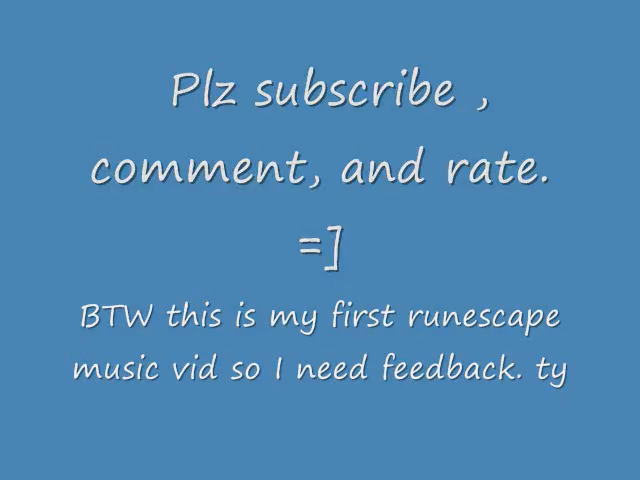 Plz subscribe ,
comment, and rate.
=]
BTW this is my first runescape
music vid so I need feedback. ty